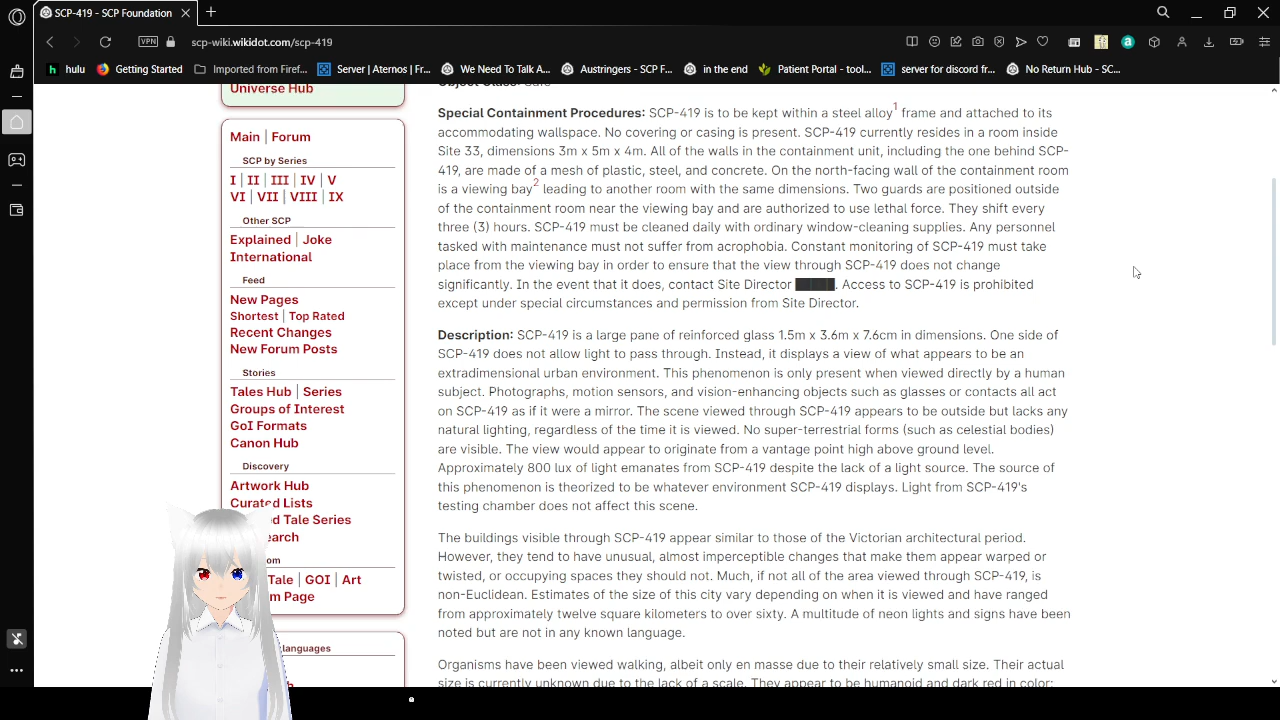 SCP-419 - SCP Foundation
VPN
scp-wiki.wikidot.com/scp-419
hulu
Getting Started
Imported from Firef...
Server | Aternos | Fr...
We Need To Talk A...
Austringers - SCP F...
in the end
Patient Portal - tool...
server for discord fr...
No Return Hub - SC...
Universe Hub
Main | Forum
SCP by Series
I | II | III | IV | V
VI | VII | VIII | IX
Other SCP
Explained | Joke
International
Feed
New Pages
Shortest | Top Rated
Recent Changes
New Forum Posts
Stories
Tales Hub | Series
Groups of Interest
GoI Formats
Canon Hub
Discovery
Artwork Hub
Curated Lists
Tale Series
Tale | GOI | Art
Page
languages
Special Containment Procedures: SCP-419 is to be kept within a steel alloy1 frame and attached to its
accommodating wallspace. No covering or casing is present. SCP-419 currently resides in a room inside
Site 33, dimensions 3m x 5m x 4m. All of the walls in the containment unit, including the one behind SCP-
419, are made of a mesh of plastic, steel, and concrete. On the north-facing wall of the containment room
is a viewing bay2 leading to another room with the same dimensions. Two guards are positioned outside
of the containment room near the viewing bay and are authorized to use lethal force. They shift every
three (3) hours. SCP-419 must be cleaned daily with ordinary window-cleaning supplies. Any personnel
tasked with maintenance must not suffer from acrophobia. Constant monitoring of SCP-419 must take
place from the viewing bay in order to ensure that the view through SCP-419 does not change
significantly. In the event that it does, contact Site Director █████. Access to SCP-419 is prohibited
except under special circumstances and permission from Site Director.
Description: SCP-419 is a large pane of reinforced glass 1.5m x 3.6m x 7.6cm in dimensions. One side of
SCP-419 does not allow light to pass through. Instead, it displays a view of what appears to be an
extradimensional urban environment. This phenomenon is only present when viewed directly by a human
subject. Photographs, motion sensors, and vision-enhancing objects such as glasses or contacts all act
on SCP-419 as if it were a mirror. The scene viewed through SCP-419 appears to be outside but lacks any
natural lighting, regardless of the time it is viewed. No super-terrestrial forms (such as celestial bodies)
are visible. The view would appear to originate from a vantage point high above ground level.
Approximately 800 lux of light emanates from SCP-419 despite the lack of a light source. The source of
this phenomenon is theorized to be whatever environment SCP-419 displays. Light from SCP-419's
testing chamber does not affect this scene.
The buildings visible through SCP-419 appear similar to those of the Victorian architectural period.
However, they tend to have unusual, almost imperceptible changes that make them appear warped or
twisted, or occupying spaces they should not. Much, if not all of the area viewed through SCP-419, is
non-Euclidean. Estimates of the size of this city vary depending on when it is viewed and have ranged
from approximately twelve square kilometers to over sixty. A multitude of neon lights and signs have been
noted but are not in any known language.
Organisms have been viewed walking, albeit only en masse due to their relatively small size. Their actual
size is currently unknown due to the lack of a scale. They appear to be humanoid and dark red in color;